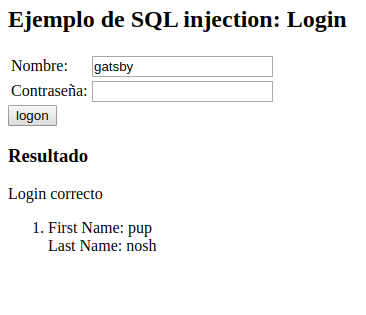 Ejemplo de SQL injection: Login
Nombre: gatsby
Contraseña:
logon
Resultado
Login correcto
1. First Name: pup
Last Name: nosh